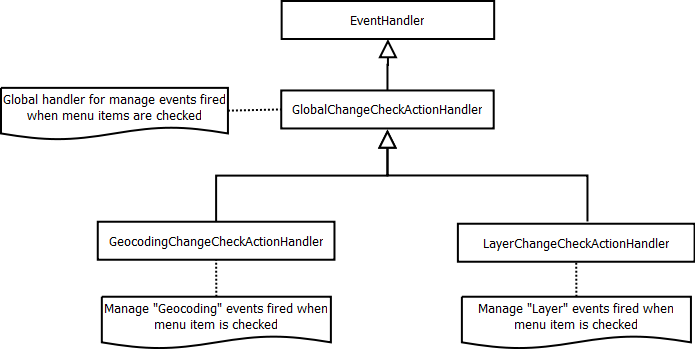 EventHandler
Global handler for manage events fired
when menu items are checked
GlobalChangeCheckActionHandler
GeocodingChangeCheckActionHandler
LayerChangeCheckActionHandler
Manage "Geocoding" events fired when
menu item is checked
Manage "Layer" events fired when
menu item is checked